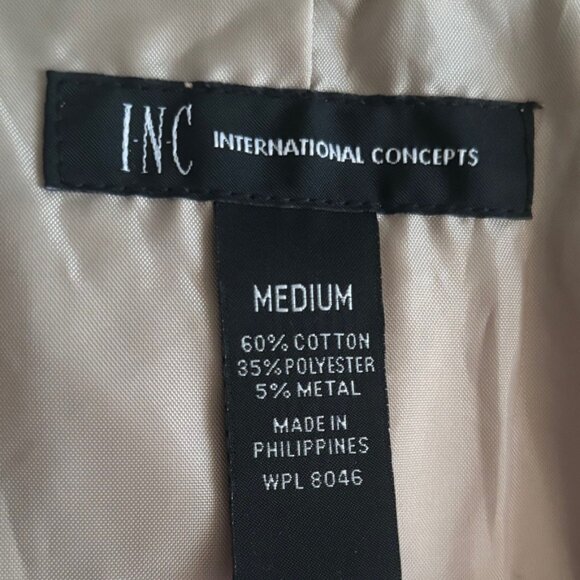 I·N·C INTERNATIONAL CONCEPTS
MEDIUM
60% COTTON
35% POLYESTER
5% METAL
MADE IN
PHILIPPINES
WPL 8046